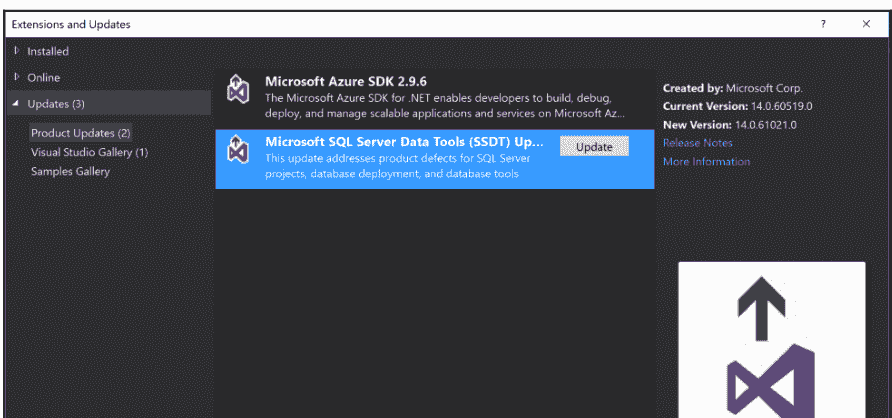 Extensions and Updates
? ×
Installed
Online
Updates (3)
Product Updates (2)
Visual Studio Gallery (1)
Samples Gallery
Microsoft Azure SDK 2.9.6
The Microsoft Azure SDK for .NET enables developers to build, debug,
deploy, and manage scalable applications and services on Microsoft Az...
Microsoft SQL Server Data Tools (SSDT) Up...
Update
This update addresses product defects for SQL Server
projects, database deployment, and database tools
Created by: Microsoft Corp.
Current Version: 14.0.60519.0
New Version: 14.0.61021.0
Release Notes
More Information